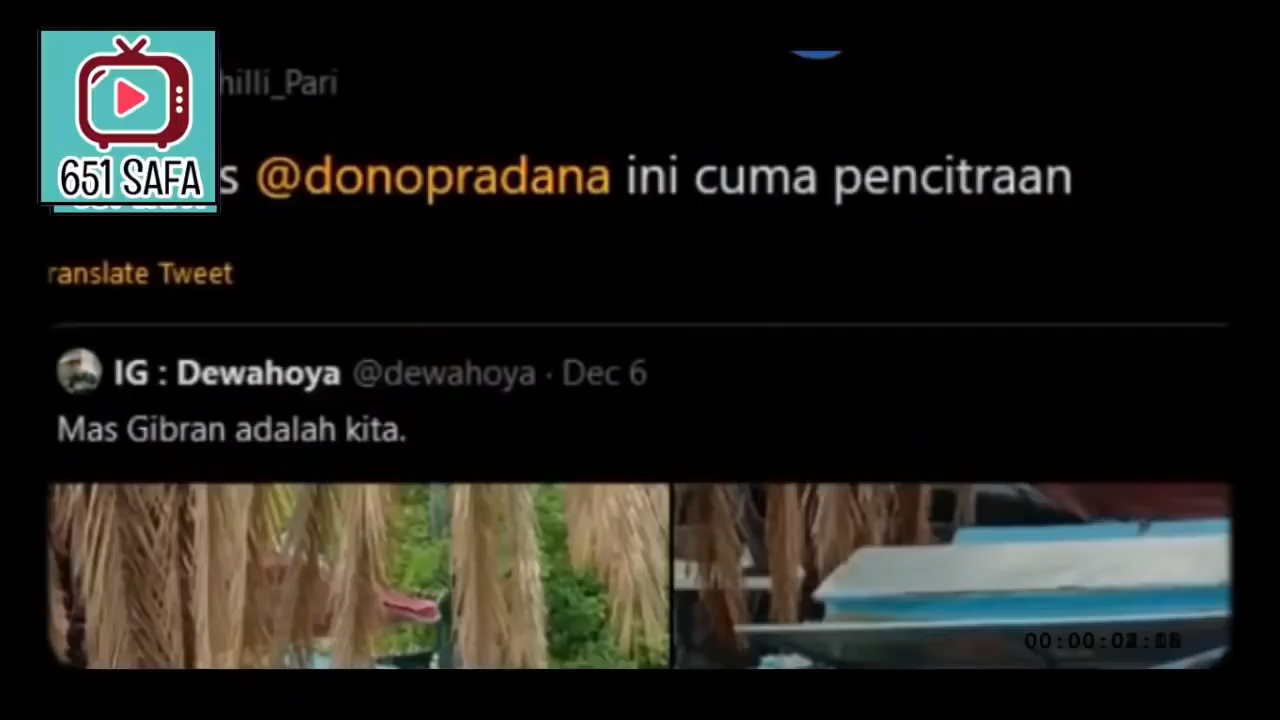 651 SAFA
hilli_Pari
s @donopradana ini cuma pencitraan
ranslate Tweet
IG : Dewahoya @dewahoya · Dec 6
Mas Gibran adalah kita.